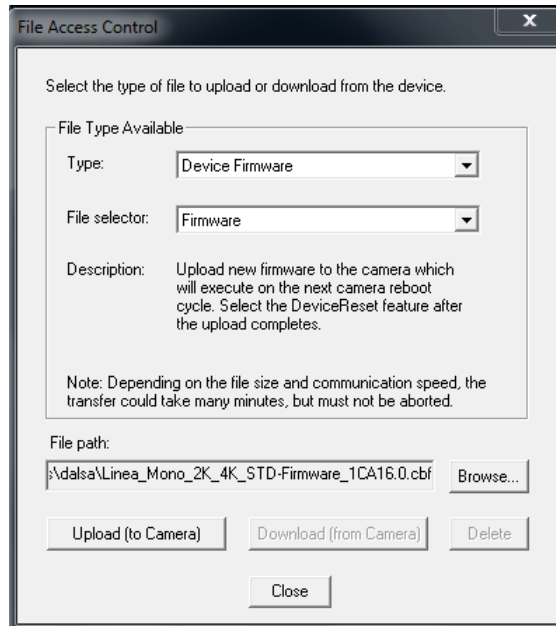 File Access Control
X
Select the type of file to upload or download from the device.
File Type Available
Type: Device Firmware
File selector: Firmware
Description: Upload new firmware to the camera which
will execute on the next camera reboot
cycle. Select the DeviceReset feature after
the upload completes.
Note: Depending on the file size and communication speed, the
transfer could take many minutes, but must not be aborted.
File path:
\dalsa\Linea_Mono_2K_4K_STD-Firmware_1CA16.0.cbf Browse...
Upload (to Camera) Download (from Camera) Delete
Close